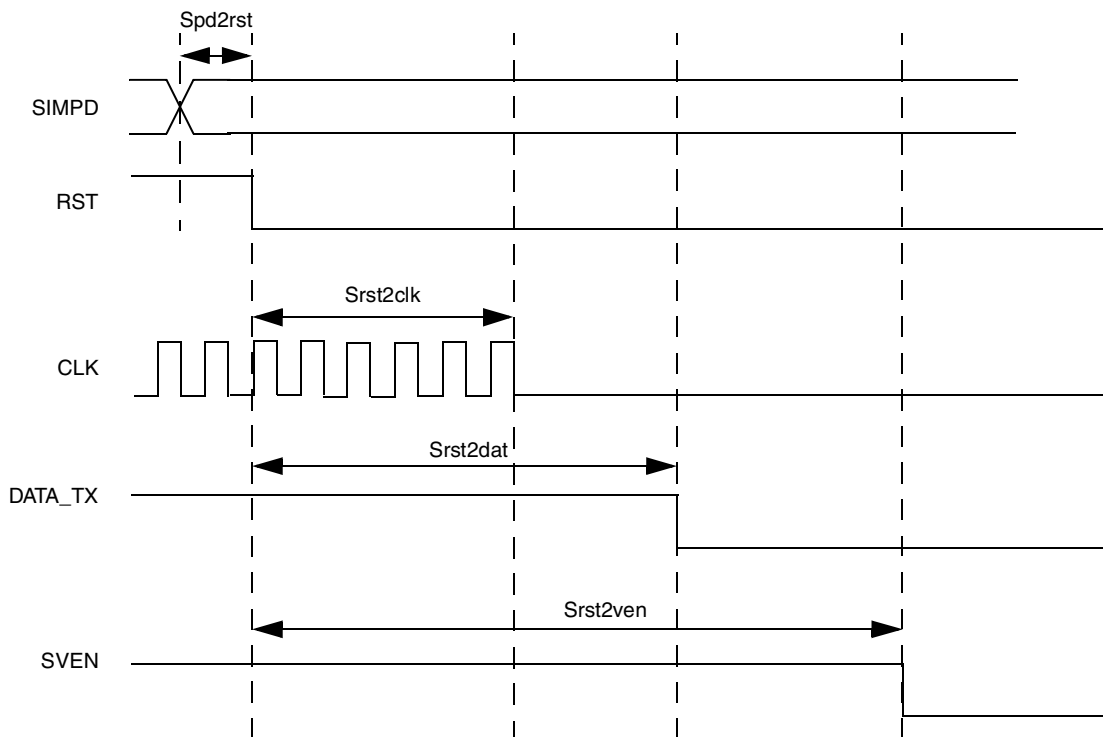 Spd2rst
SIMPD
RST
Srst2clk
CLK
Srst2dat
DATA_TX
Srst2ven
SVEN